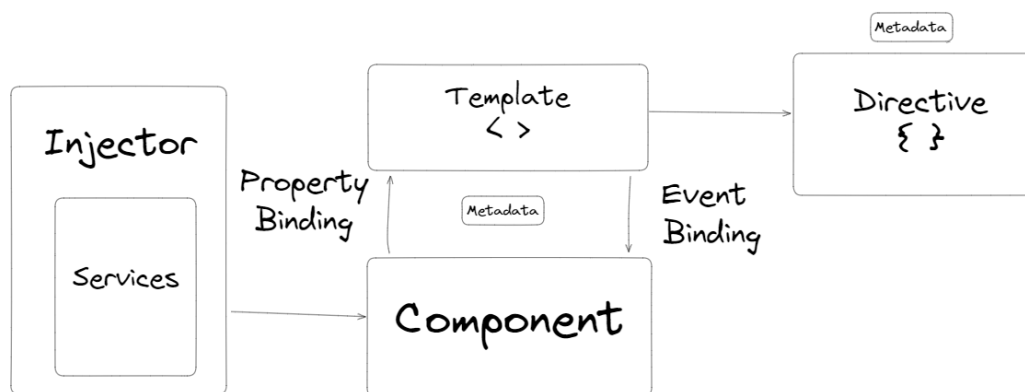 Metadata
Injector
Services
Template
< >
Directive
{ }
Property
Binding
Metadata
Event
Binding
Component